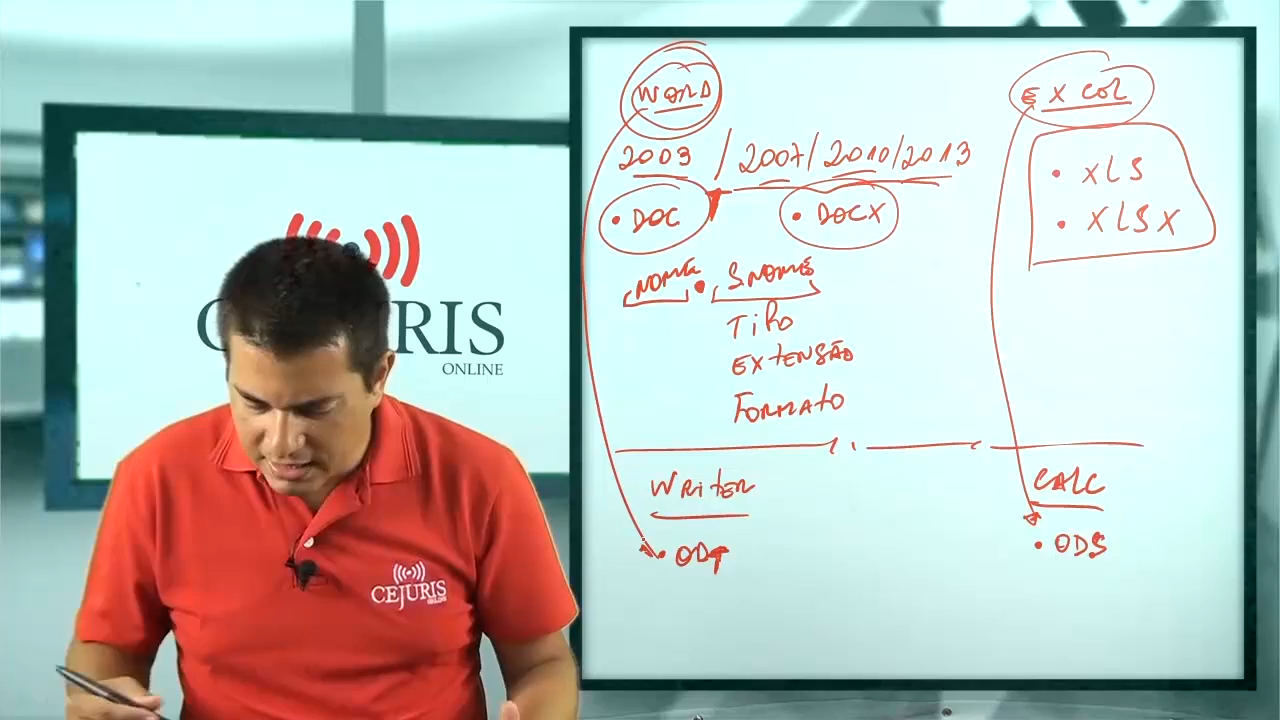 WORD
2003 / 2007/2010/2013
• DOC
• DOCX
NOME • SNOME
TIPO
EXTENSÃO
FORMATO
EXCEL
• XLS
• XLSX
WRITER
• ODT
CALC
• ODS
CEJURIS
ONLINE
CEJURIS
ONLINE